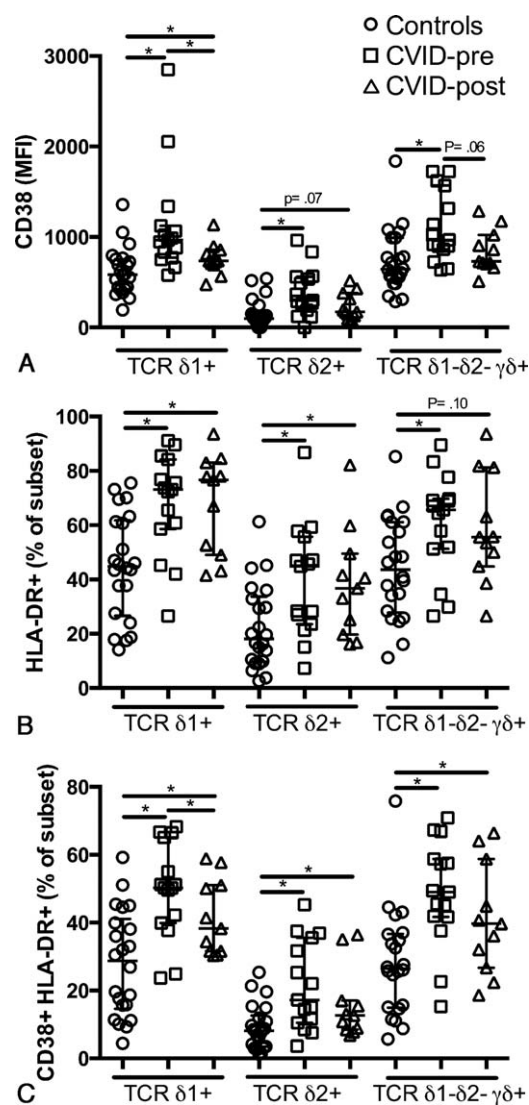 Controls
CVID-pre
CVID-post
CD38 (MFI)
3000
2000
1000
0
* * *
* p= .07
* P= .06
A
TCR δ1+ TCR δ2+ TCR δ1-δ2- γδ+
HLA-DR+ (% of subset)
100
80
60
40
20
0
* *
* *
* P= .10
B
TCR δ1+ TCR δ2+ TCR δ1-δ2- γδ+
CD38+ HLA-DR+ (% of subset)
80
60
40
20
0
* * *
* *
* *
C
TCR δ1+ TCR δ2+ TCR δ1-δ2- γδ+